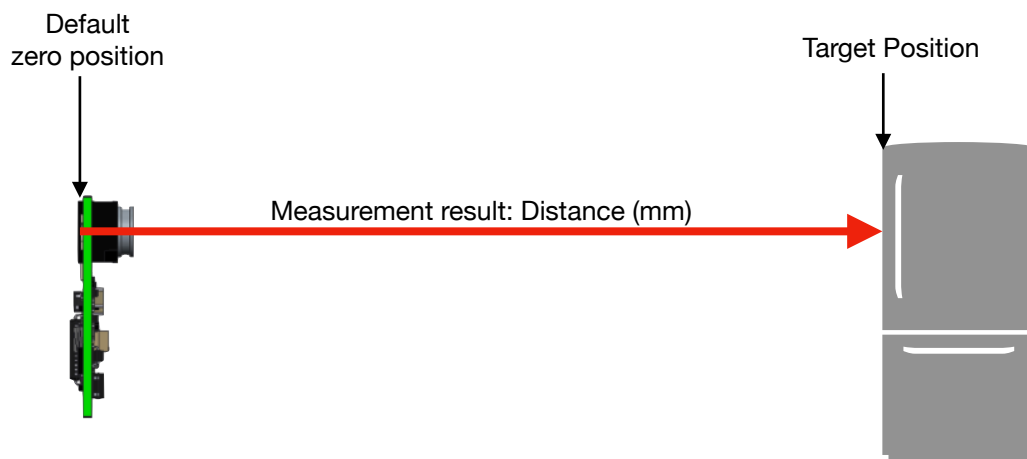 Default
zero position
Target Position
Measurement result: Distance (mm)